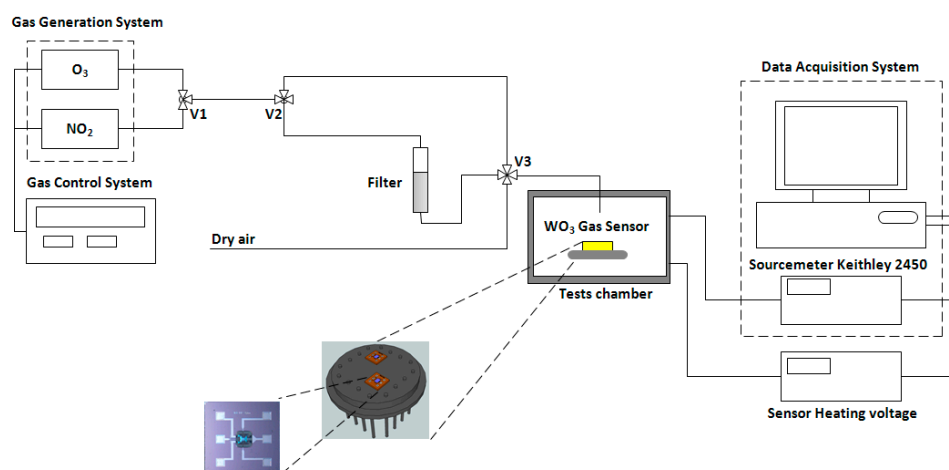 Gas Generation System
O₃
NO₂
V1
V2
Gas Control System
Filter
V3
Dry air
WO₃ Gas Sensor
Tests chamber
Data Acquisition System
Sourcemeter Keithley 2450
Sensor Heating voltage